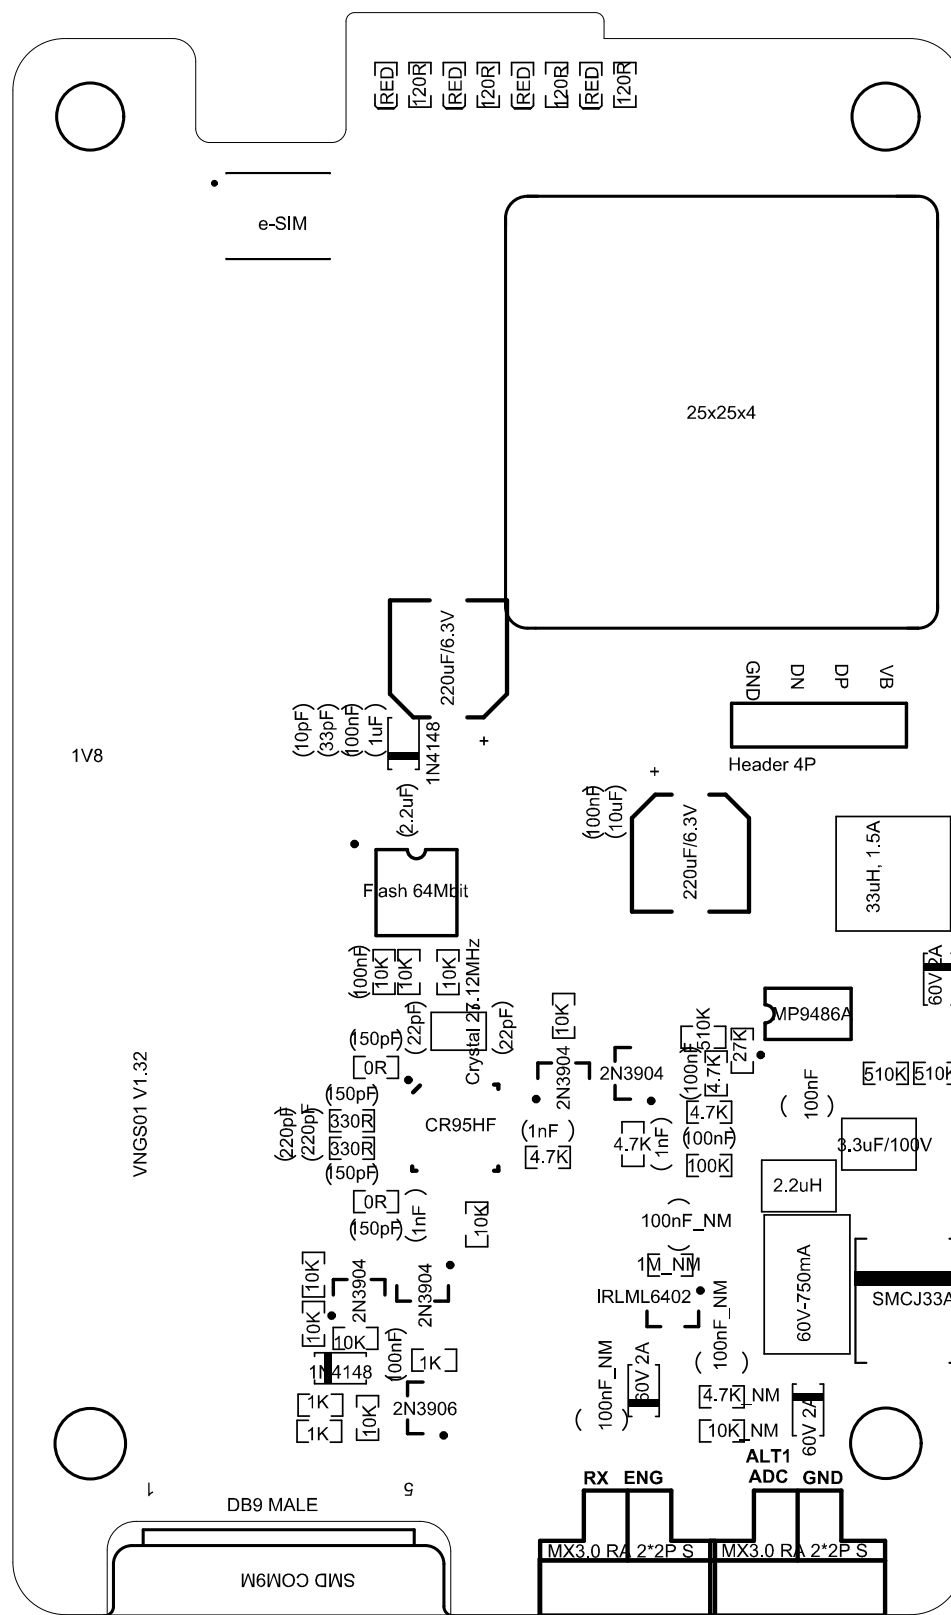 RED
120R
RED
120R
RED
120R
RED
120R
e-SIM
25x25x4
220uF/6.3V
GND
DN
DP
VB
(10pF)
(33pF)
(100nF)
(1uF)
1N4148
+
1V8
Header 4P
+
(2.2uF)
(100nF)
(10uF)
220uF/6.3V
33uH, 1.5A
Flash 64Mbit
60V 2A
(100nF)
10K
10K
10K
Crystal 27.12MHz
(22pF)
(22pF)
10K
MP9486A
510K
27K
(150pF)
0R
2N3904
2N3904
(100nF)
4.7K
510K
510K
VNGS01 V1.32
(150pF)
(220pF)
(220pF)
330R
330R
CR95HF
(1nF)
4.7K
4.7K
(1nF)
4.7K
(100nF)
100K
(100nF)
3.3uF/100V
(150pF)
0R
(150pF)
(1nF)
10K
2.2uH
100nF_NM
10K
2N3904
2N3904
1M_NM
IRLML6402
60V-750mA
SMCJ33A
10K
10K
(100nF)
1N4148
1K
100nF_NM
60V 2A
100nF_NM
1K
1K
10K
2N3906
4.7K_NM
10K_NM
60V 2A
ALT1
RX
ENG
ADC
GND
1
5
DB9 MALE
MX3.0 RA 2*2P S
MX3.0 RA 2*2P S
SMD COM9M